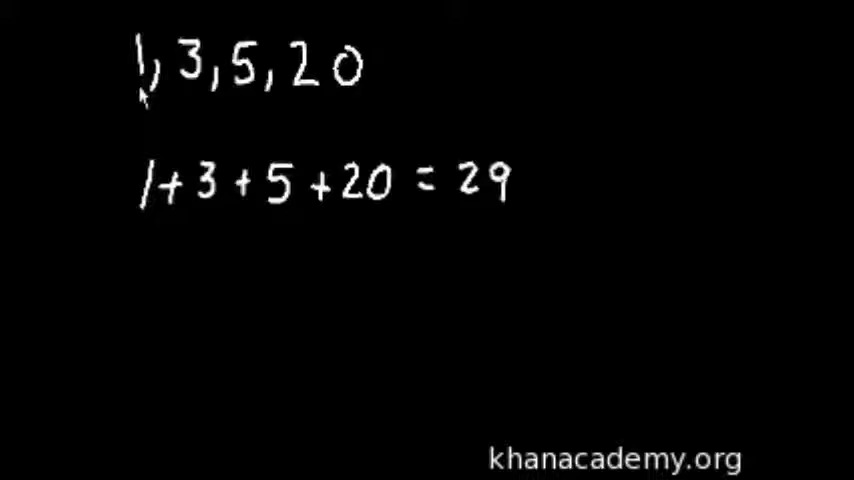 1, 3, 5, 20
1 + 3 + 5 + 20 = 29
khanacademy.org